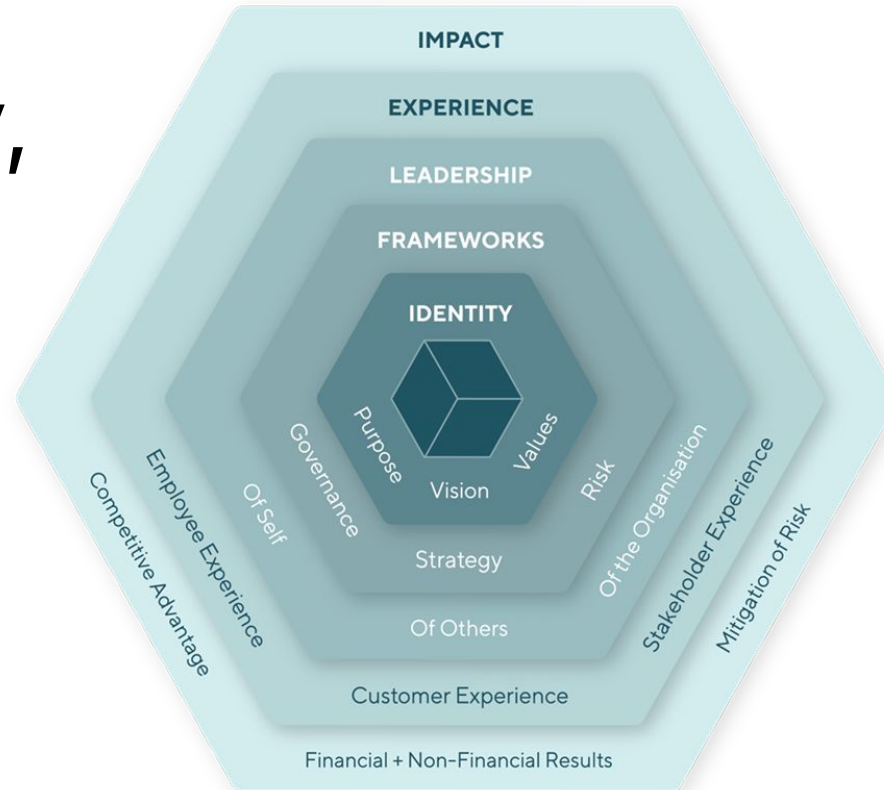 IMPACT
EXPERIENCE
LEADERSHIP
FRAMEWORKS
IDENTITY
Purpose
Vision
Values
Governance
Strategy
Risk
Of Self
Of Others
Of the Organisation
Employee Experience
Customer Experience
Stakeholder Experience
Competitive Advantage
Financial + Non-Financial Results
Mitigation of Risk